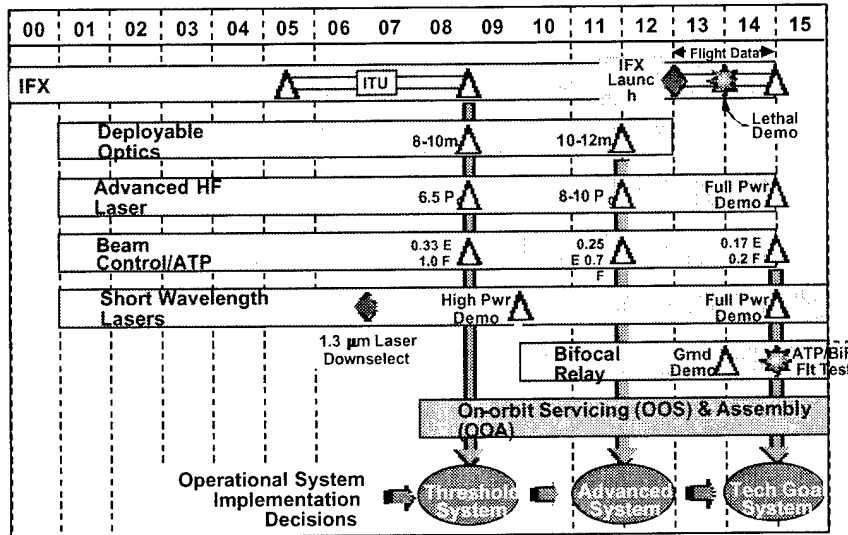 00 01 02 03 04 05 06 07 08 09 10 11 12 13 14 15
Flight Data
IFX
ITU
IFX
Launc
h
Lethal
Demo
Deployable
Optics
8-10m
10-12m
Advanced HF
Laser
6.5 P
8-10 P
Full Pwr
Demo
Beam
Control/ATP
0.33 E
1.0 F
0.25
E 0.7
F
0.17 E
0.2 F
Short Wavelength
Lasers
High Pwr
Demo
Full Pwr
Demo
1.3 µm Laser
Downselect
Bifocal
Relay
Grnd
Demo
ATP/BiF
Flt Test
On-orbit Servicing (OOS) & Assembly
(OOA)
Operational System
Implementation
Decisions
Threshold
System
Advanced
System
Tech Goal
System